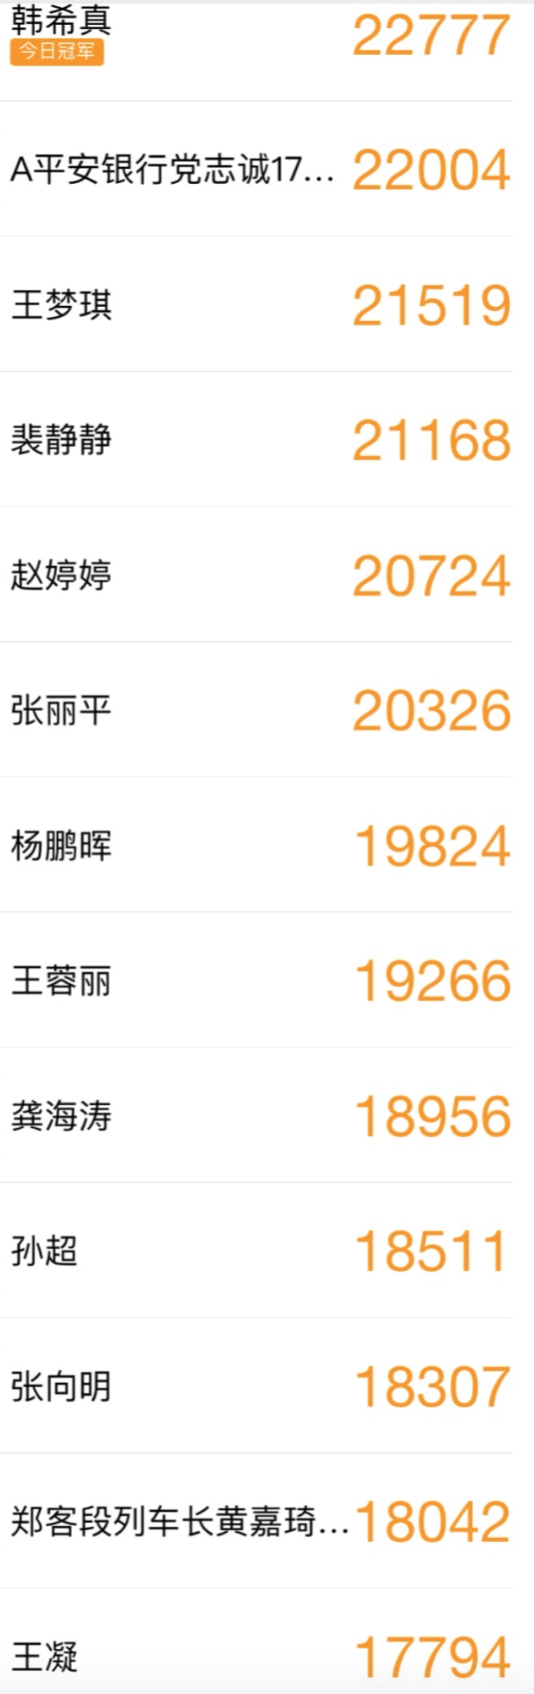 韩希真 22777
今日冠军
A平安银行党志诚17... 22004
王梦琪 21519
裴静静 21168
赵婷婷 20724
张丽平 20326
杨鹏晖 19824
王蓉丽 19266
龚海涛 18956
孙超 18511
张向明 18307
郑客段列车长黄嘉琦... 18042
王凝 17794